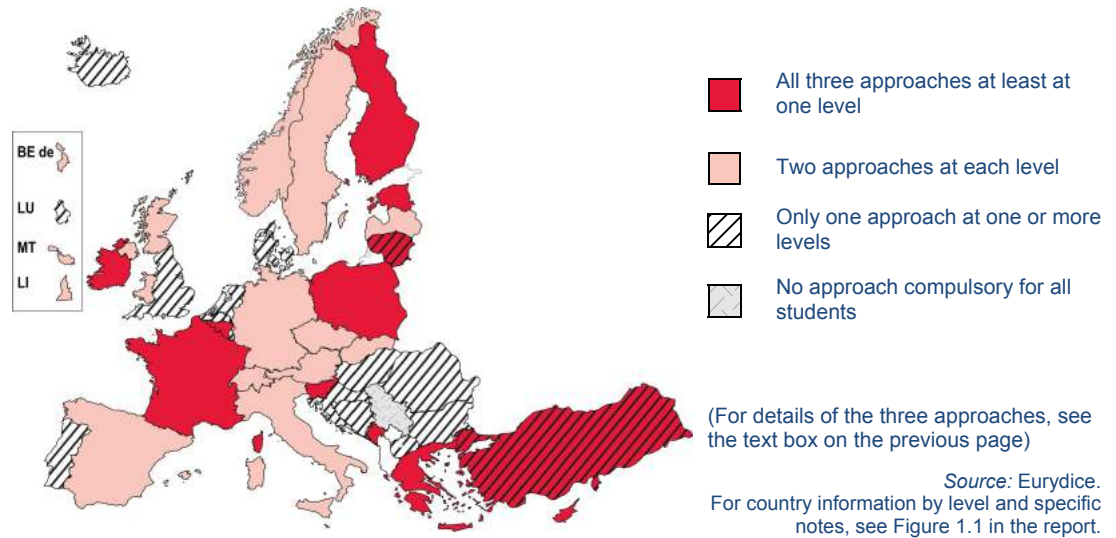 BE de
LU
MT
LI
All three approaches at least at
one level
Two approaches at each level
Only one approach at one or more
levels
No approach compulsory for all
students
(For details of the three approaches, see
the text box on the previous page)
Source: Eurydice.
For country information by level and specific
notes, see Figure 1.1 in the report.